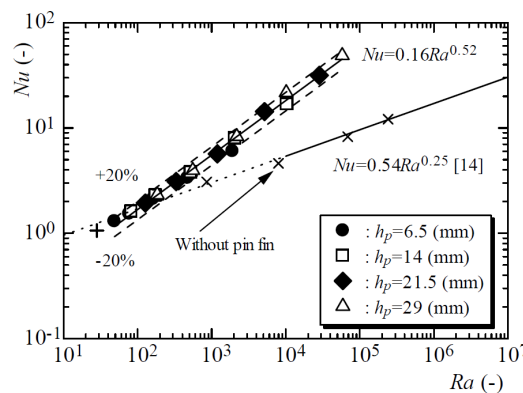 Nu (-)
10²
10¹
10⁰
10⁻¹
Nu=0.16Ra^0.52
+20%
-20%
Nu=0.54Ra^0.25 [14]
Without pin fin
: hₚ=6.5 (mm)
: hₚ=14 (mm)
: hₚ=21.5 (mm)
: hₚ=29 (mm)
10¹ 10² 10³ 10⁴ 10⁵ 10⁶ 10⁷
Ra (-)